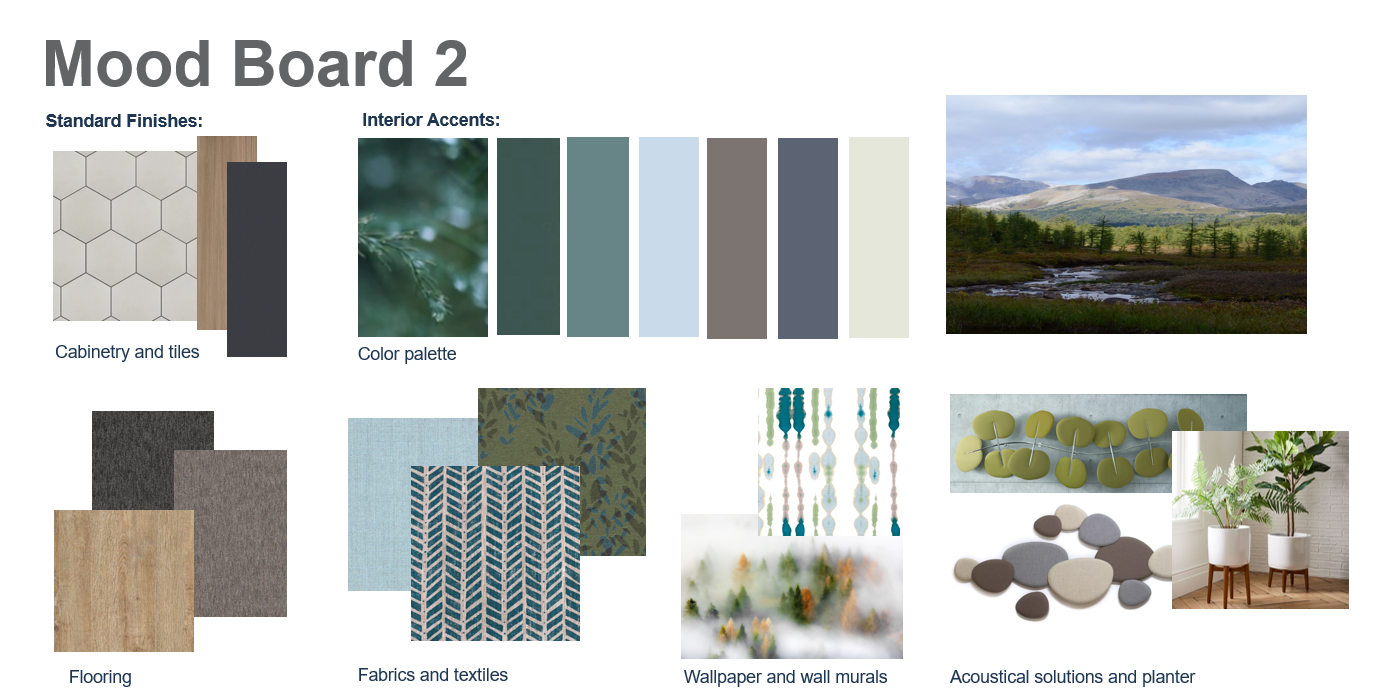 Mood Board 2
Standard Finishes:
Interior Accents:
Cabinetry and tiles
Color palette
Flooring
Fabrics and textiles
Wallpaper and wall murals
Acoustical solutions and planter